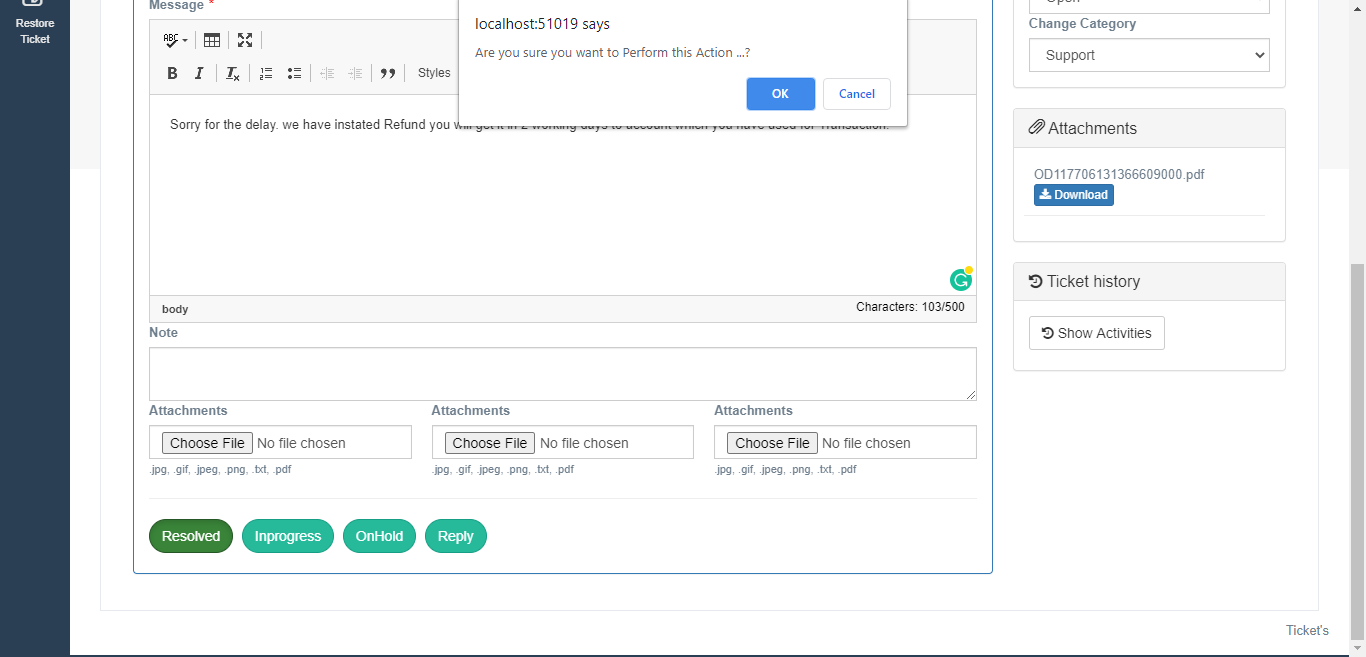 Restore
Ticket
Message *
ABC
B I Tx Styles
Sorry for the delay. we have instated Refund you will get it in 2 working days to account which you have used for Transaction.
body
Characters: 103/500
Note
Attachments
Choose File No file chosen
.jpg, .gif, .jpeg, .png, .txt, .pdf
Attachments
Choose File No file chosen
.jpg, .gif, .jpeg, .png, .txt, .pdf
Attachments
Choose File No file chosen
.jpg, .gif, .jpeg, .png, .txt, .pdf
Resolved Inprogress OnHold Reply
localhost:51019 says
Are you sure you want to Perform this Action ...?
OK Cancel
Open
Change Category
Support
Attachments
OD117706131366609000.pdf
Download
Ticket history
Show Activities
Ticket's